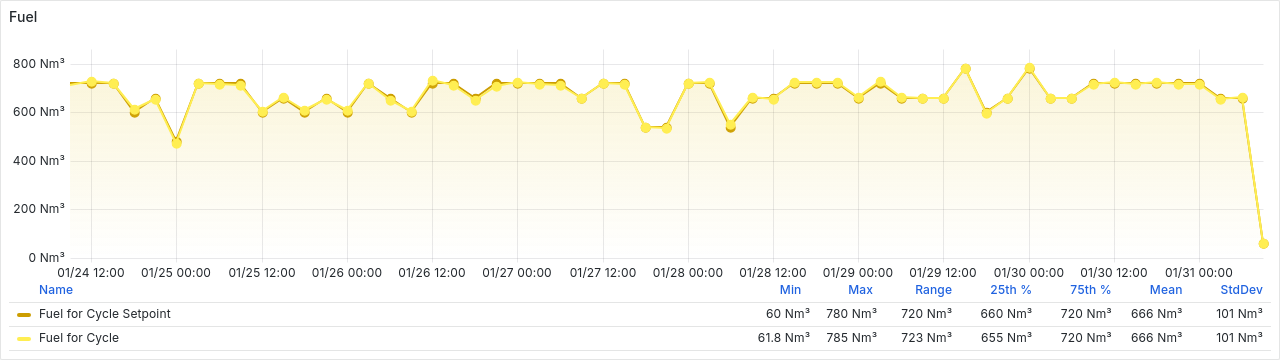 Fuel
800 Nm³
600 Nm³
400 Nm³
200 Nm³
0 Nm³
01/24 12:00 01/25 00:00 01/25 12:00 01/26 00:00 01/26 12:00 01/27 00:00 01/27 12:00 01/28 00:00 01/28 12:00 01/29 00:00 01/29 12:00 01/30 00:00 01/30 12:00 01/31 00:00
Name Min Max Range 25th % 75th % Mean StdDev
Fuel for Cycle Setpoint 60 Nm³ 780 Nm³ 720 Nm³ 660 Nm³ 720 Nm³ 666 Nm³ 101 Nm³
Fuel for Cycle 61.8 Nm³ 785 Nm³ 723 Nm³ 655 Nm³ 720 Nm³ 666 Nm³ 101 Nm³